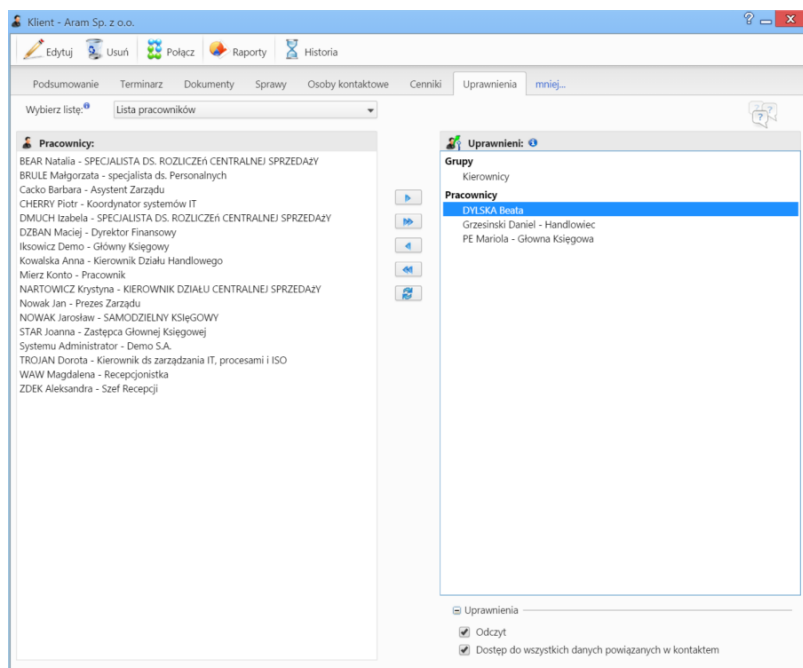 Klient - Aram Sp. z o.o.
Edytuj Usuń Połącz Raporty Historia
Podsumowanie Terminarz Dokumenty Sprawy Osoby kontaktowe Cenniki Uprawnienia mniej...
Wybierz listę: Lista pracowników
Pracownicy:
BEAR Natalia - SPECJALISTA DS. ROZLICZEń CENTRALNEJ SPRZEDAżY
BRULE Małgorzata - specjalista ds. Personalnych
Cacko Barbara - Asystent Zarządu
CHERRY Piotr - Koordynator systemów IT
DMUCH Izabela - SPECJALISTA DS. ROZLICZEń CENTRALNEJ SPRZEDAżY
DZBAN Maciej - Dyrektor Finansowy
Iksowicz Demo - Główny Księgowy
Kowalska Anna - Kierownik Działu Handlowego
Mierz Konto - Pracownik
NARTOWICZ Krystyna - KIEROWNIK DZIAŁU CENTRALNEJ SPRZEDAżY
Nowak Jan - Prezes Zarządu
NOWAK Jarosław - SAMODZIELNY KSIęGOWY
STAR Joanna - Zastępca Głownej Księgowej
Systemu Administrator - Demo S.A.
TROJAN Dorota - Kierownik ds zarządzania IT, procesami i ISO
WAW Magdalena - Recepcjonistka
ZDEK Aleksandra - Szef Recepcji
Uprawnieni:
Grupy
Kierownicy
Pracownicy
DYLSKA Beata
Grzesinski Daniel - Handlowiec
PE Mariola - Głowna Księgowa
Uprawnienia
Odczyt
Dostęp do wszystkich danych powiązanych w kontaktem